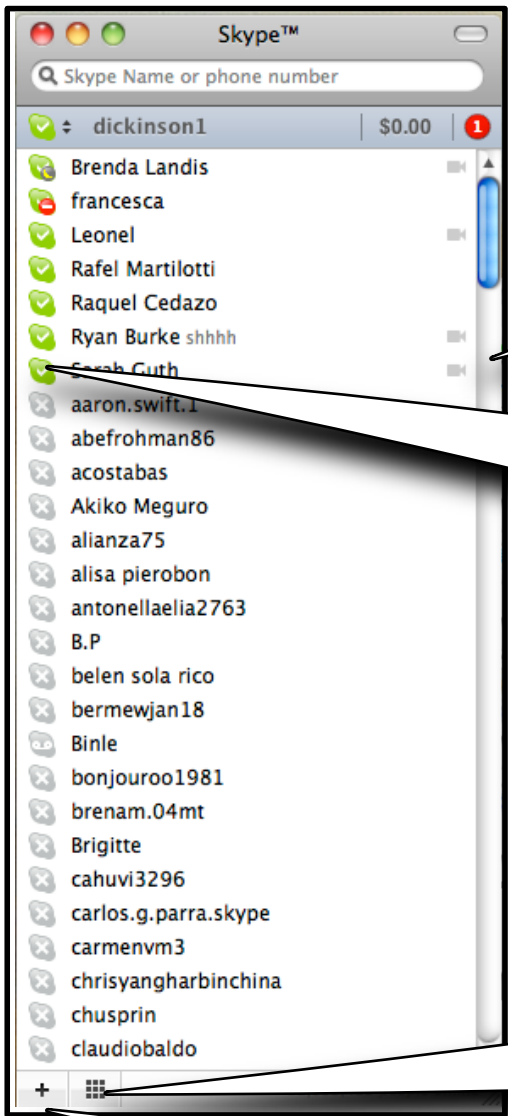 Skype™
Skype Name or phone number
dickinson1 $0.00 1
Brenda Landis
francesca
Leonel
Rafel Martilotti
Raquel Cedazo
Ryan Burke shhhh
Sarah Guth
aaron.swift.1
abefrohman86
acostabas
Akiko Meguro
alianza75
alisa pierobon
antonellaelia2763
B.P
belen sola rico
bermewjan18
Binle
bonjouroo1981
brenam.04mt
Brigitte
cahuvi3296
carlos.g.parra.skype
carmenvm3
chrisyangharbinchina
chusprin
claudiobaldo
+